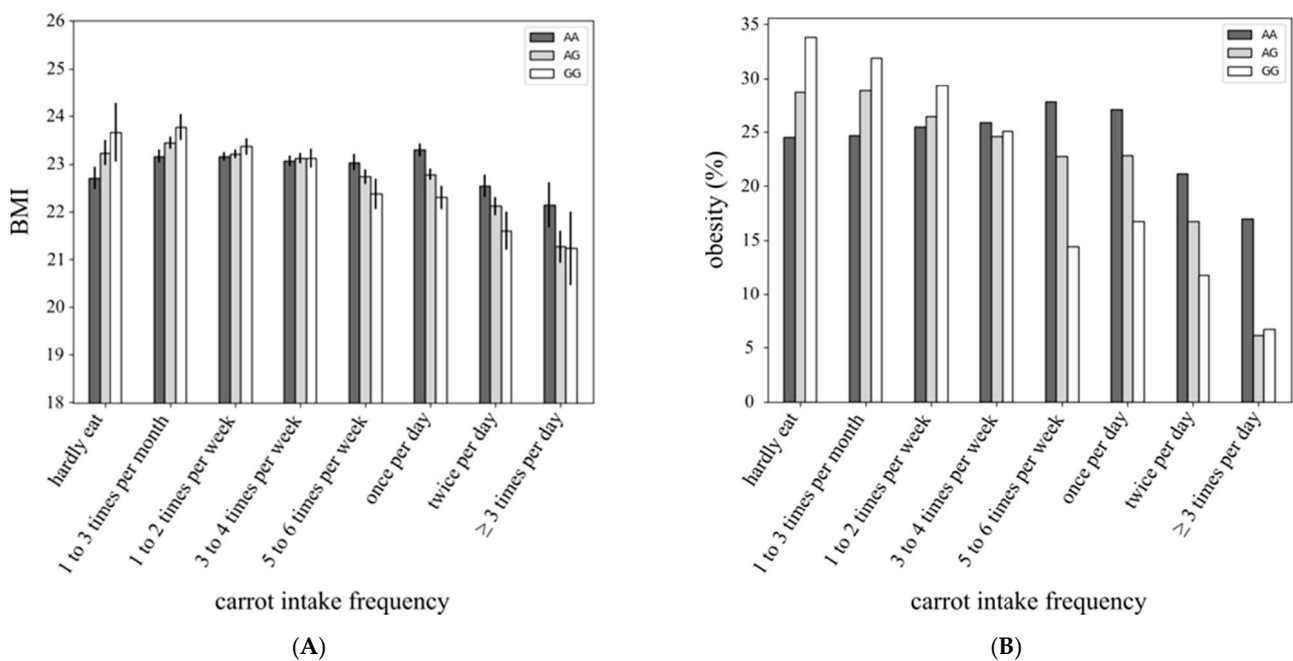 26
25
24
23
22
21
20
19
18
BMI
AA
AG
GG
hardly eat
1 to 3 times per month
1 to 2 times per week
3 to 4 times per week
5 to 6 times per week
once per day
twice per day
≥ 3 times per day
carrot intake frequency
(A)
35
30
25
20
15
10
5
0
obesity (%)
AA
AG
GG
hardly eat
1 to 3 times per month
1 to 2 times per week
3 to 4 times per week
5 to 6 times per week
once per day
twice per day
≥ 3 times per day
carrot intake frequency
(B)